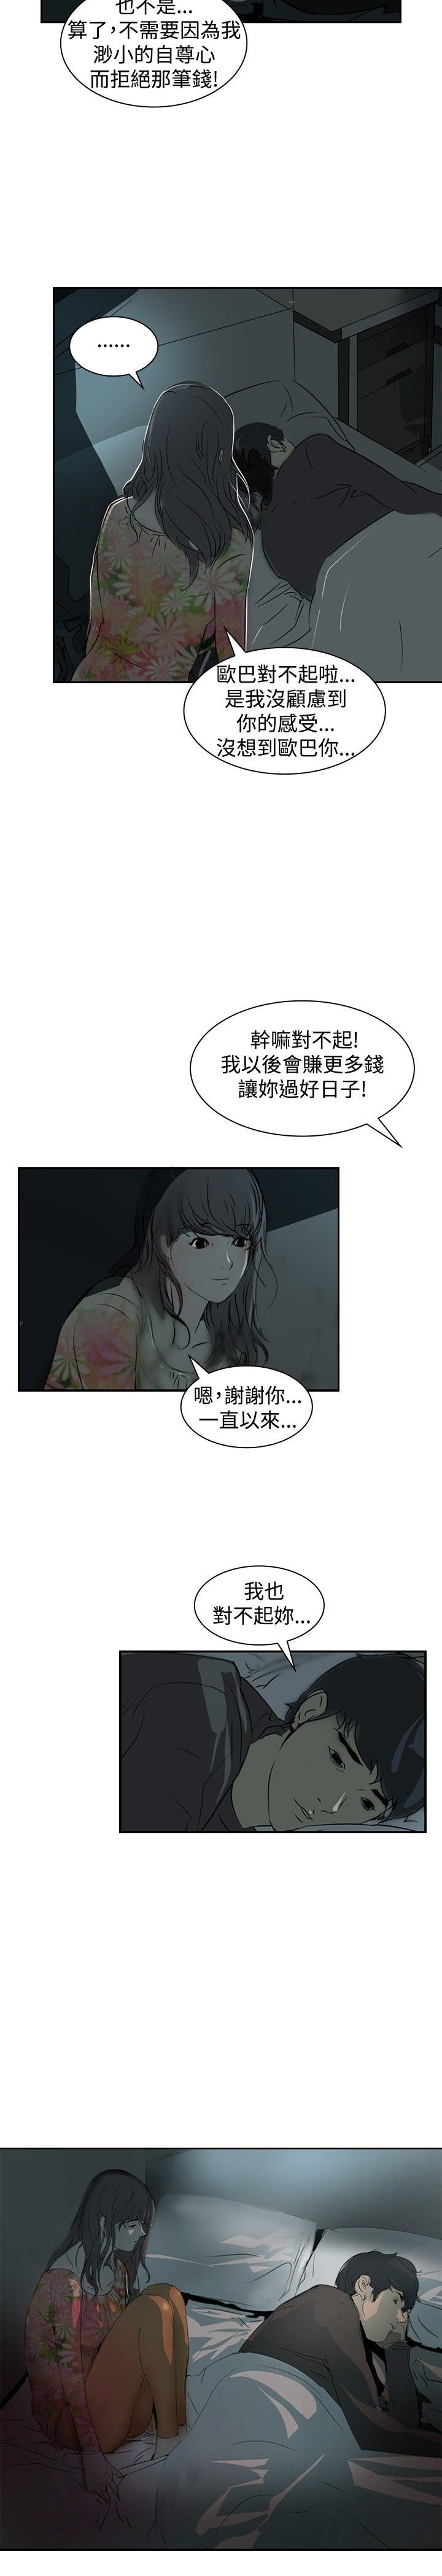 也不是...
算了，不需要因為我
渺小的自尊心
而拒絕那筆錢!
......
歐巴對不起啦...
是我沒顧慮到
你的感受...
沒想到歐巴你...
幹嘛對不起!
我以後會賺更多錢
讓妳過好日子!
嗯，謝謝你...
一直以來...
我也
對不起妳...